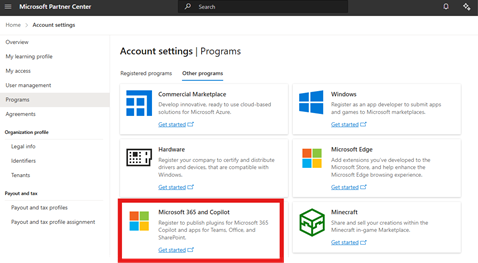 Microsoft Partner Center
Search
Home > Account settings
Overview
My learning profile
My access
User management
Programs
Agreements
Organization profile
Legal info
Identifiers
Tenants
Payout and tax
Payout and tax profiles
Payout and tax profile assignment
Account settings | Programs
Registered programs Other programs
Commercial Marketplace
Develop innovative, ready to use cloud-based
solutions for Microsoft Azure.
Get started
Windows
Register as an app developer to submit apps
and games to Microsoft marketplaces.
Get started
Hardware
Register your company to certify and distribute
drivers and devices, that are compatible with
Windows.
Get started
Microsoft Edge
Add extensions you've developed to the
Microsoft Store, and help enhance the
Microsoft Edge browsing experience.
Get started
Microsoft 365 and Copilot
Register to publish plugins for Microsoft 365
Copilot and apps for Teams, Office, and
SharePoint.
Get started
Minecraft
Share and sell your creations within the
Minecraft in-game Marketplace.
Get started